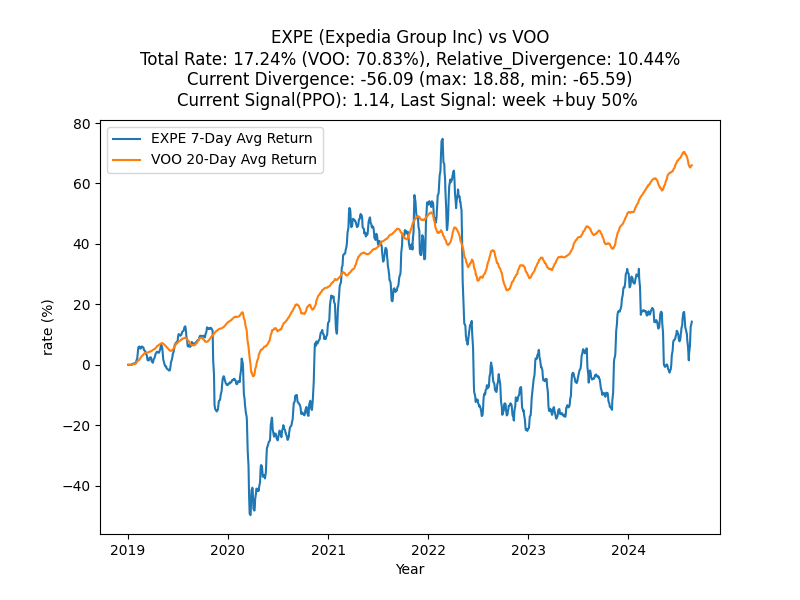 EXPE (Expedia Group Inc) vs VOO
Total Rate: 17.24% (VOO: 70.83%), Relative_Divergence: 10.44%
Current Divergence: -56.09 (max: 18.88, min: -65.59)
Current Signal(PPO): 1.14, Last Signal: week +buy 50%
EXPE 7-Day Avg Return
VOO 20-Day Avg Return
80
60
40
20
0
−20
−40
rate (%)
2019 2020 2021 2022 2023 2024
Year